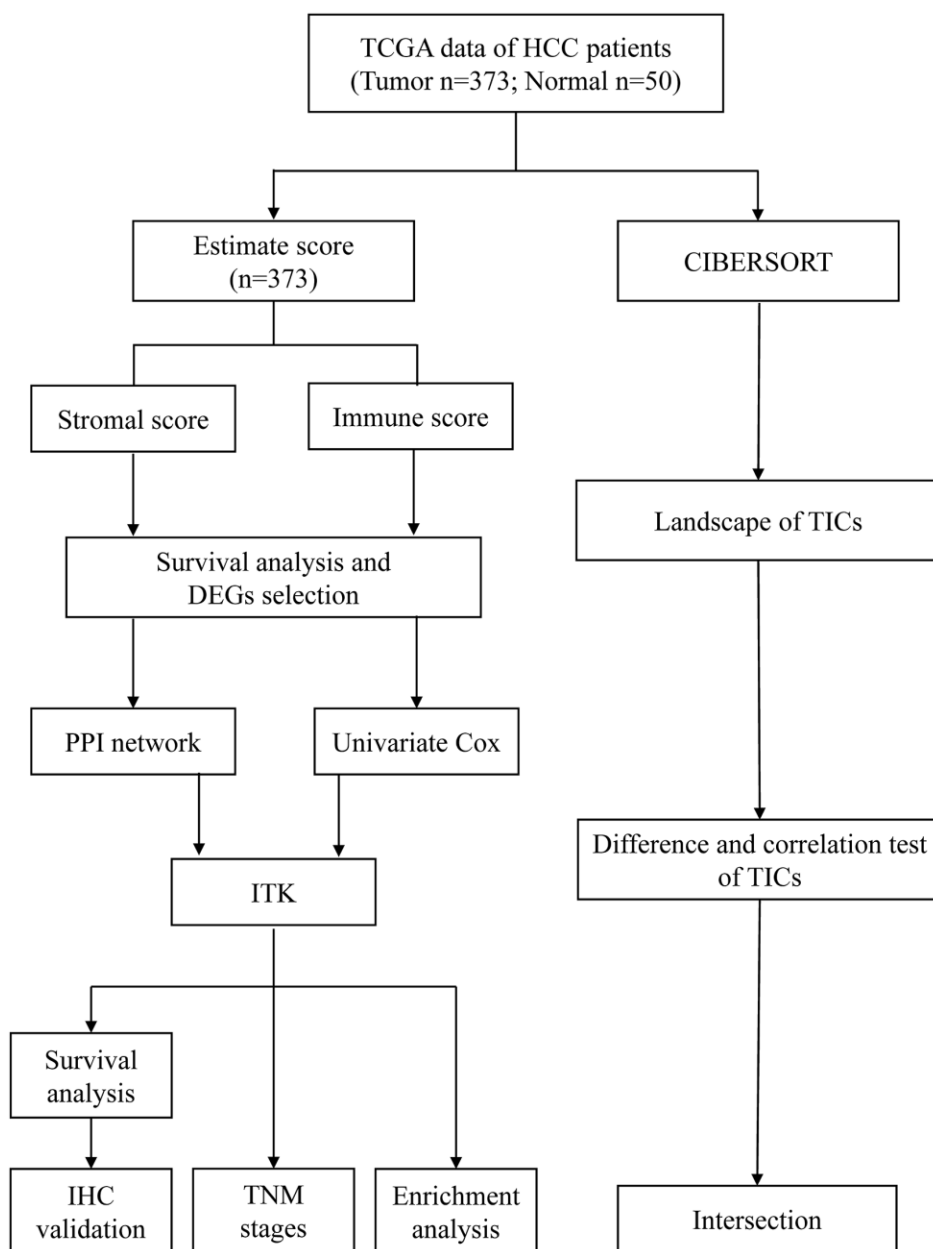 TCGA data of HCC patients
(Tumor n=373; Normal n=50)
Estimate score
(n=373)
CIBERSORT
Stromal score
Immune score
Landscape of TICs
Survival analysis and
DEGs selection
PPI network
Univariate Cox
Difference and correlation test
of TICs
ITK
Survival
analysis
IHC
validation
TNM
stages
Enrichment
analysis
Intersection